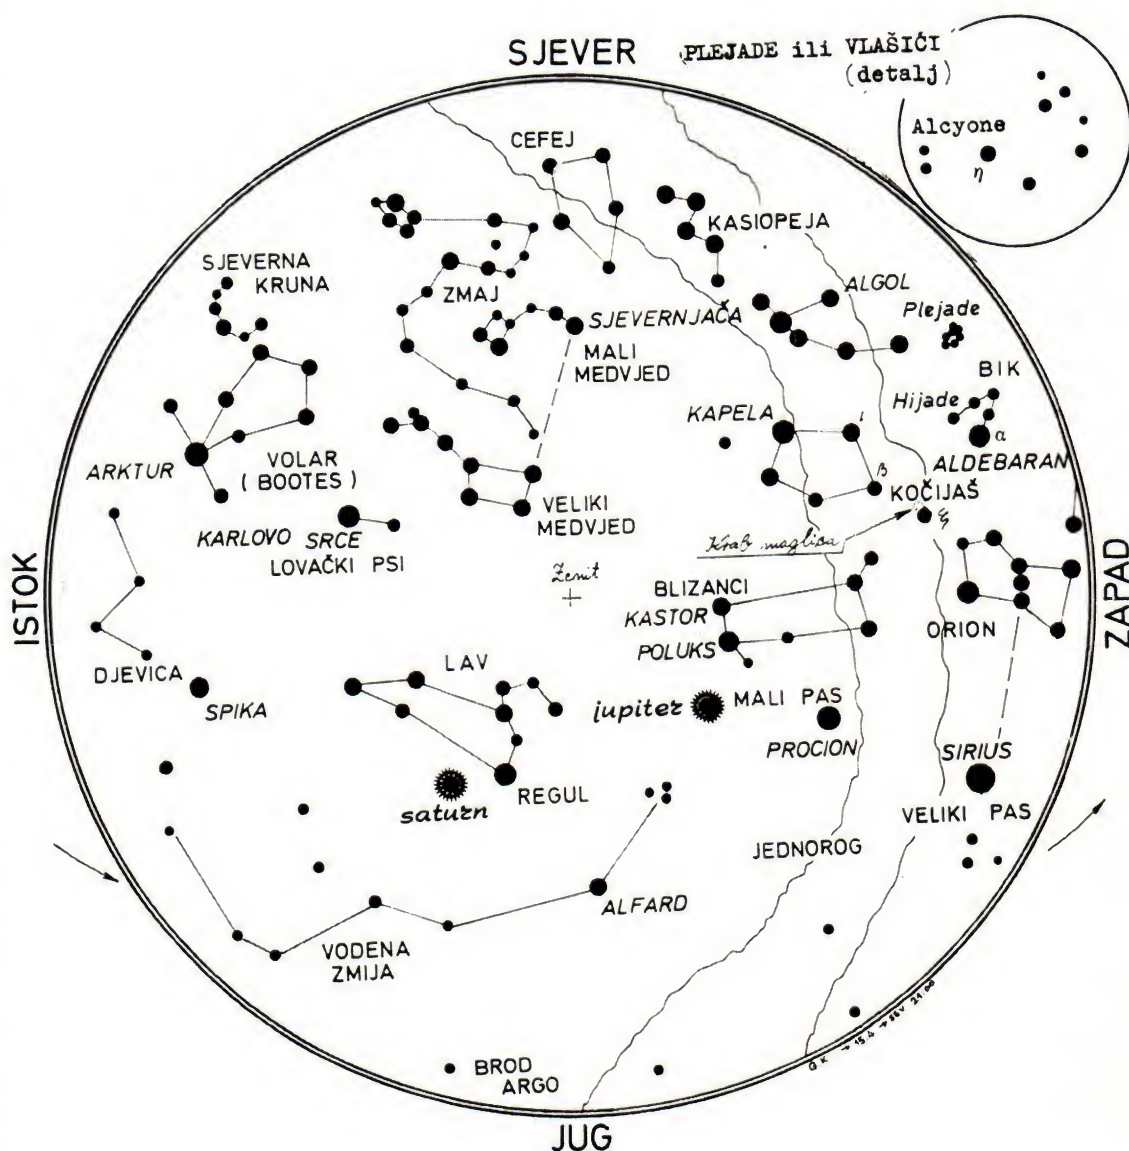 SJEVER
PLEJADE ili VLAŠIĆI
(detalj)
Alcyone
η
CEFEJ
KASIOPEJA
SJEVERNA
KRUNA
ZMAJ
ALGOL
Plejade
SJEVERNJAČA
MALI
MEDVJED
BIK
Hijade
KAPELA
ι
α
ALDEBARAN
ARKTUR
VOLAR
( BOOTES )
β
KOČIJAŠ
ξ
VELIKI
MEDVJED
KARLOVO SRCE
LOVAČKI PSI
Krab maglica
Zenit
ISTOK
ZAPAD
BLIZANCI
KASTOR
POLUKS
ORION
DJEVICA
SPIKA
LAV
jupiter
MALI PAS
PROCION
SIRIUS
REGUL
saturn
VELIKI PAS
JEDNOROG
ALFARD
VODENA
ZMIJA
BROD
ARGO
JUG